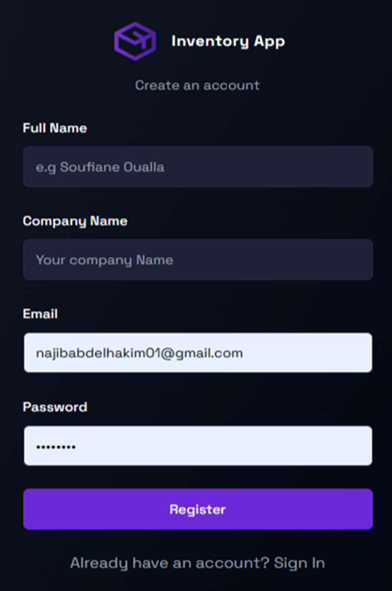 Inventory App
Create an account
Full Name
e.g Soufiane Oualla
Company Name
Your company Name
Email
najibabdelhakim01@gmail.com
Password
••••••••
Register
Already have an account? Sign In